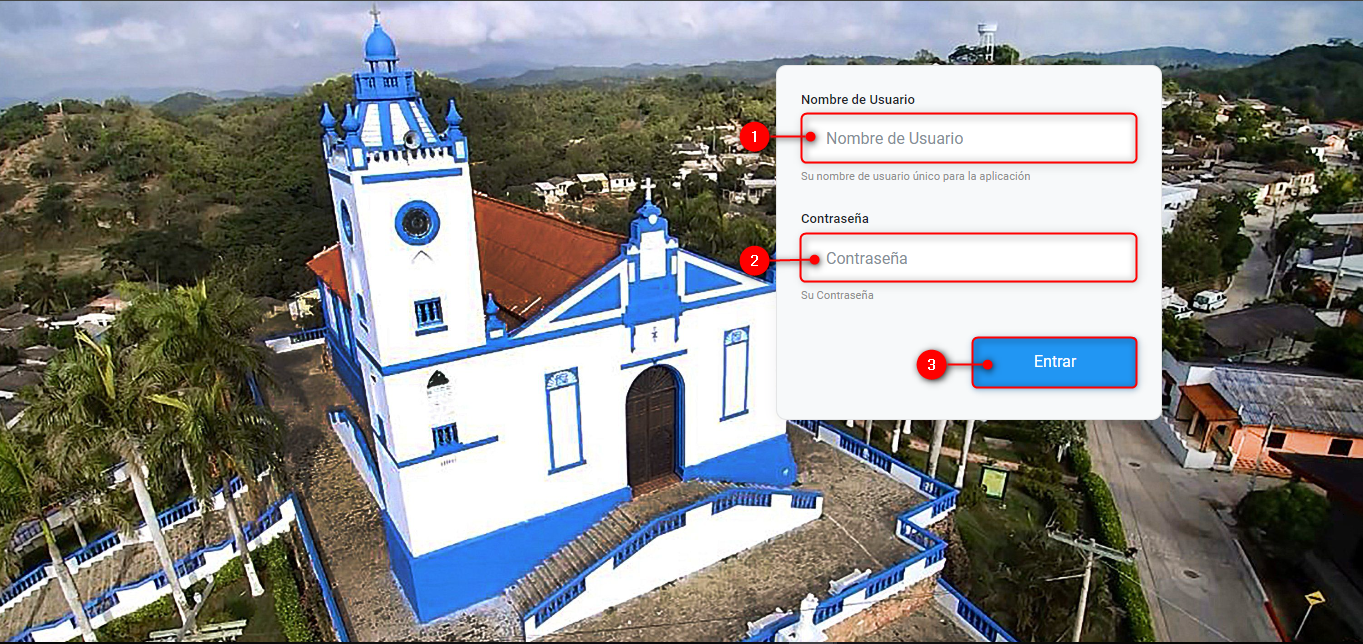 Nombre de Usuario
1
Nombre de Usuario
Su nombre de usuario único para la aplicación
Contraseña
2
Contraseña
Su Contraseña
3
Entrar